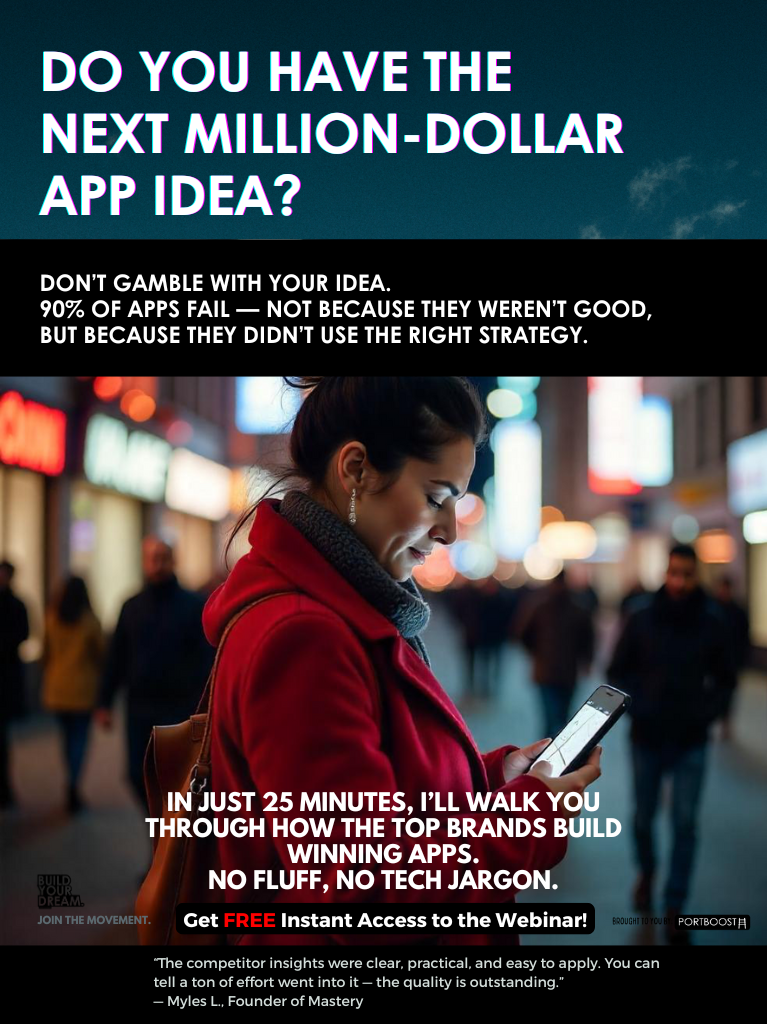 DO YOU HAVE THE
NEXT MILLION-DOLLAR
APP IDEA?
DON'T GAMBLE WITH YOUR IDEA.
90% OF APPS FAIL — NOT BECAUSE THEY WEREN'T GOOD,
BUT BECAUSE THEY DIDN'T USE THE RIGHT STRATEGY.
IN JUST 25 MINUTES, I'LL WALK YOU
THROUGH HOW THE TOP BRANDS BUILD
WINNING APPS.
NO FLUFF, NO TECH JARGON.
BUILD
YOUR
DREAM.
JOIN THE MOVEMENT.
Get FREE Instant Access to the Webinar!
BROUGHT TO YOU BY PORTBOOST
"The competitor insights were clear, practical, and easy to apply. You can
tell a ton of effort went into it — the quality is outstanding."
— Myles L., Founder of Mastery